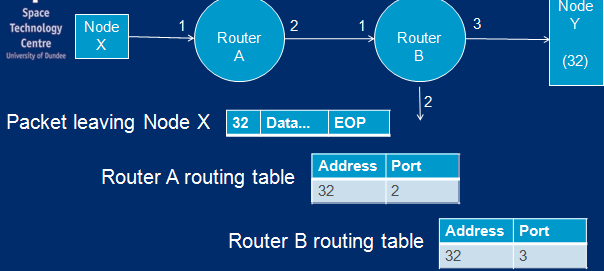 Space
Technology
Centre
University of Dundee
Node
X
1
Router
A
2
1
Router
B
3
2
Node
Y
(32)
Packet leaving Node X
32 Data... EOP
Router A routing table
Address Port
32 2
Router B routing table
Address Port
32 3